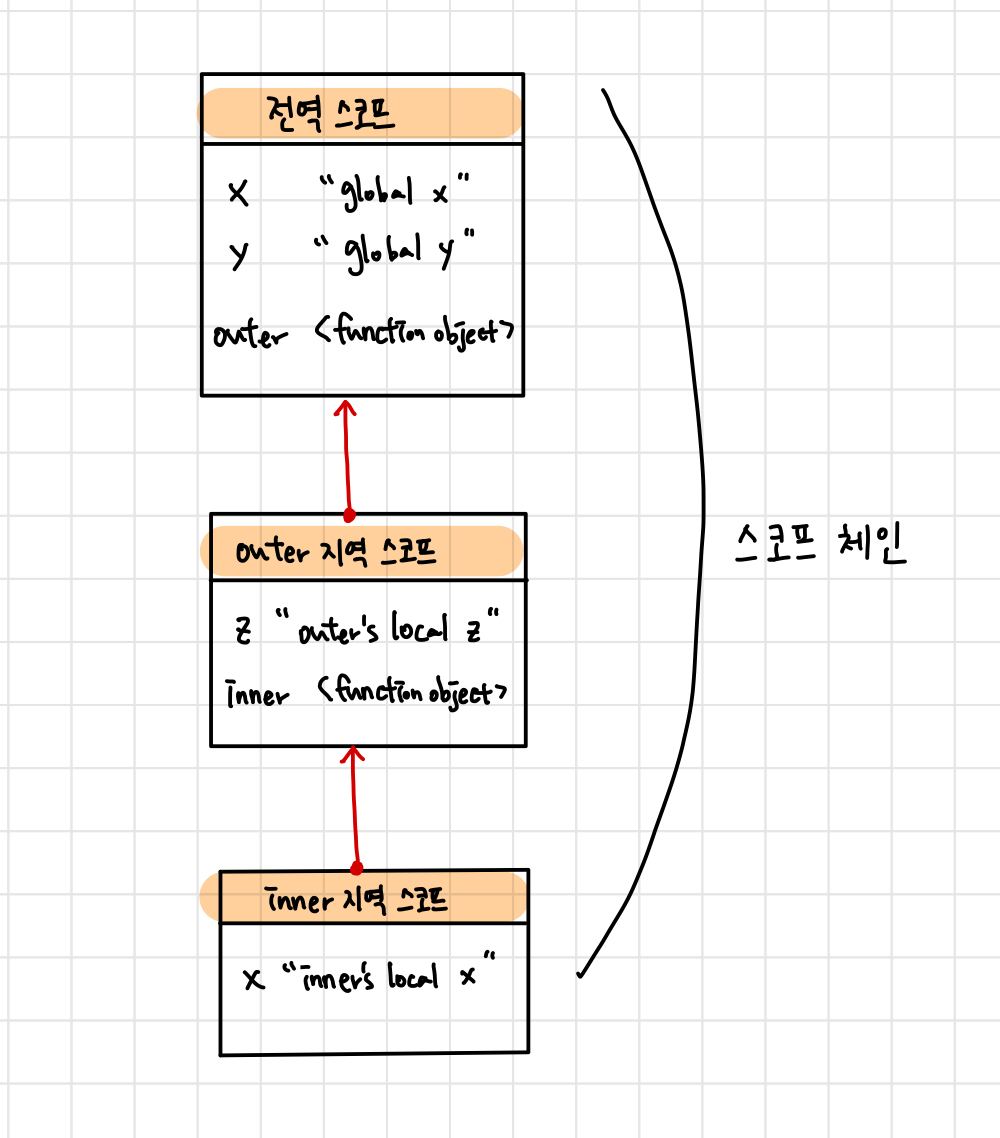 전역 스코프
x "global x"
y "global y"
outer <function object>
outer 지역 스코프
z "outer's local z"
inner <function object>
스코프 체인
inner 지역 스코프
x "inner's local x"